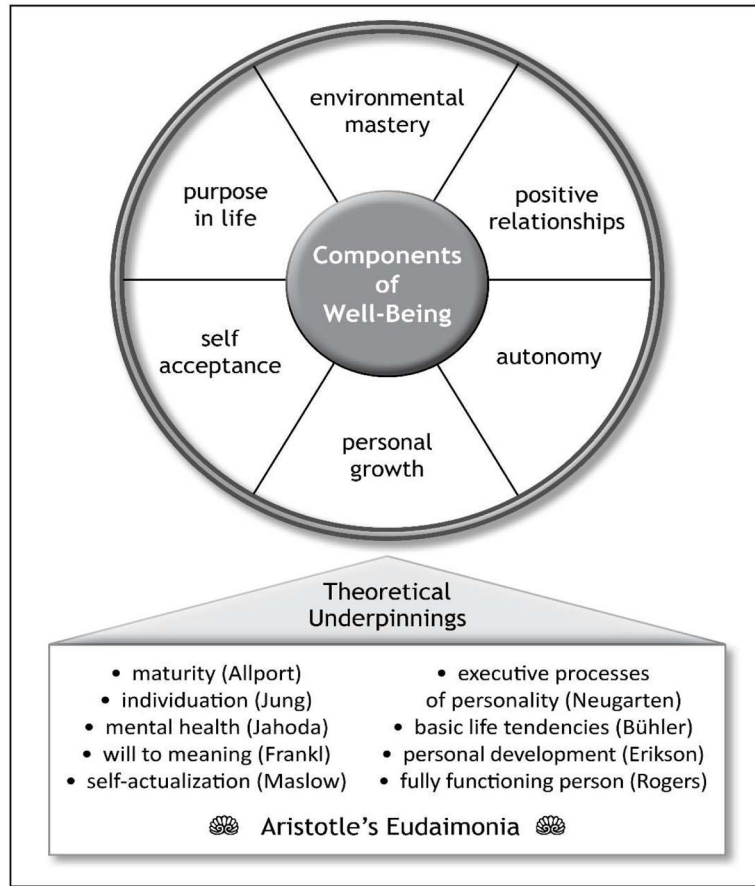 environmental
mastery
positive
relationships
autonomy
personal
growth
self
acceptance
purpose
in life
Components
of
Well-Being
Theoretical
Underpinnings
• maturity (Allport)
• individuation (Jung)
• mental health (Jahoda)
• will to meaning (Frankl)
• self-actualization (Maslow)
• executive processes
of personality (Neugarten)
• basic life tendencies (Bühler)
• personal development (Erikson)
• fully functioning person (Rogers)
Aristotle's Eudaimonia